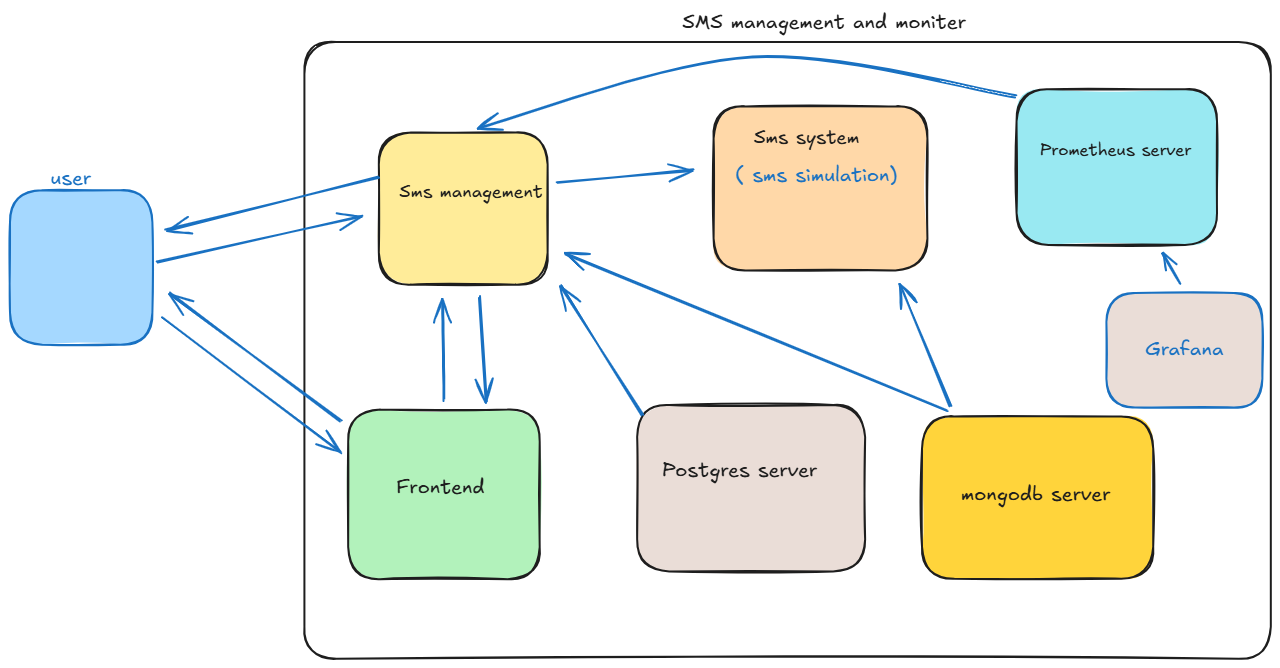 SMS management and moniter
user
Sms management
Sms system
( sms simulation)
Prometheus server
Grafana
Frontend
Postgres server
mongodb server